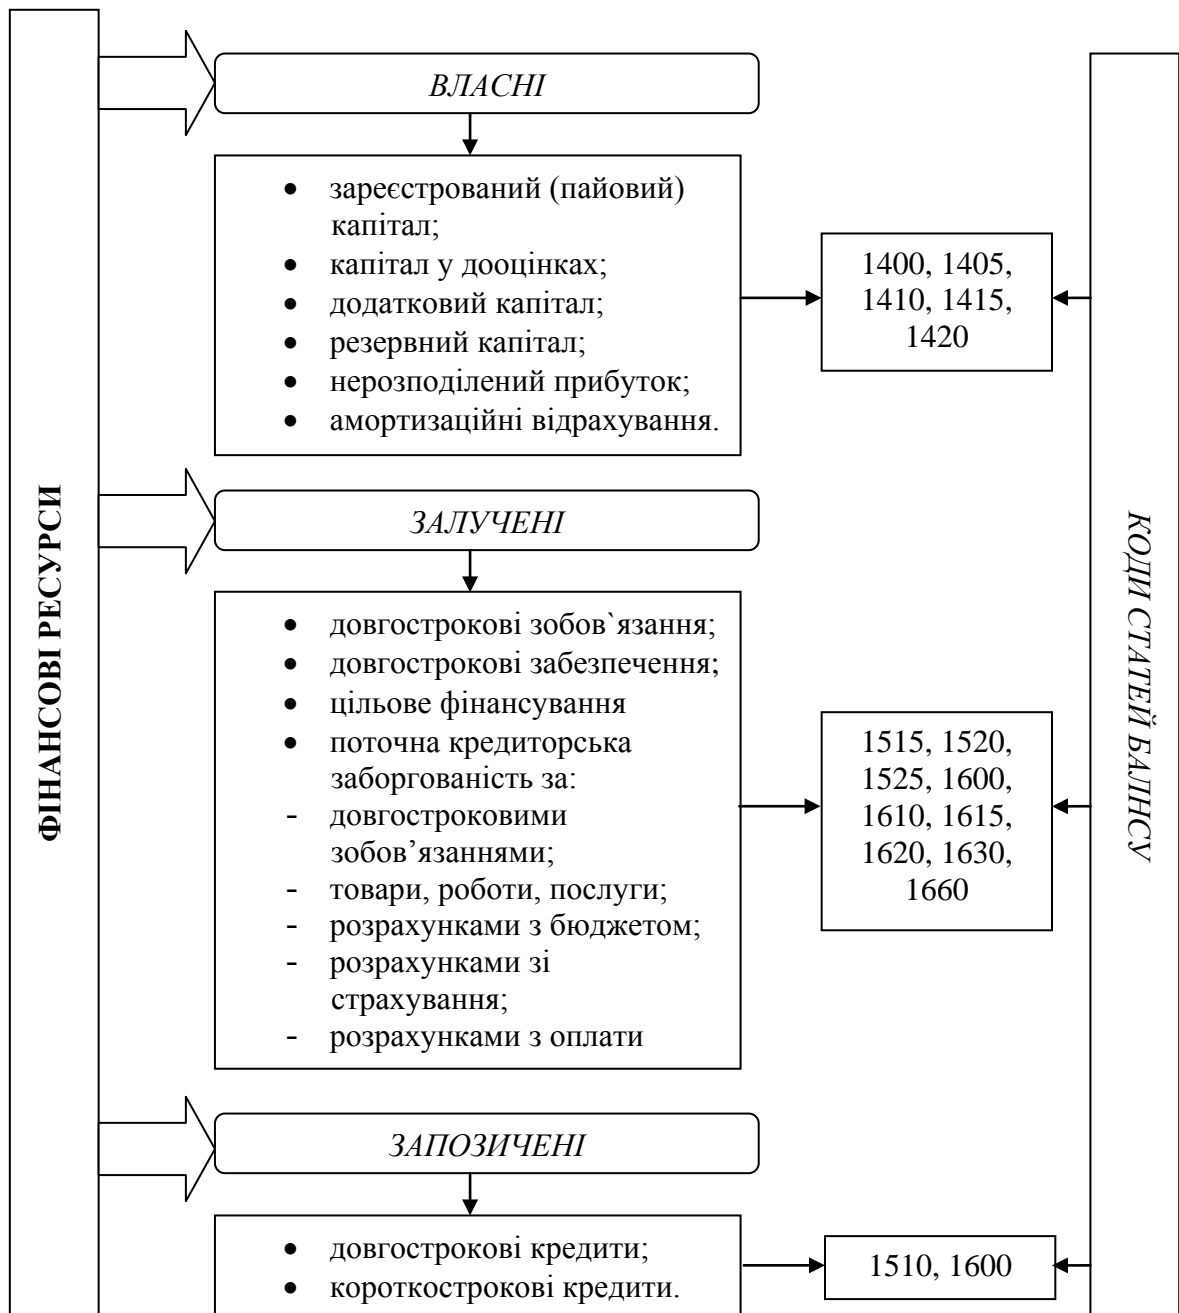 ФІНАНСОВІ РЕСУРСИ
ВЛАСНІ
• зареєстрований (пайовий)
капітал;
• капітал у дооцінках;
• додатковий капітал;
• резервний капітал;
• нерозподілений прибуток;
• амортизаційні відрахування.
1400, 1405,
1410, 1415,
1420
ЗАЛУЧЕНІ
• довгострокові зобов`язання;
• довгострокові забезпечення;
• цільове фінансування
• поточна кредиторська
заборгованість за:
- довгостроковими
зобов’язаннями;
- товари, роботи, послуги;
- розрахунками з бюджетом;
- розрахунками зі
страхування;
- розрахунками з оплати
1515, 1520,
1525, 1600,
1610, 1615,
1620, 1630,
1660
ЗАПОЗИЧЕНІ
• довгострокові кредити;
• короткострокові кредити.
1510, 1600
КОДИ СТАТЕЙ БАЛНСУ